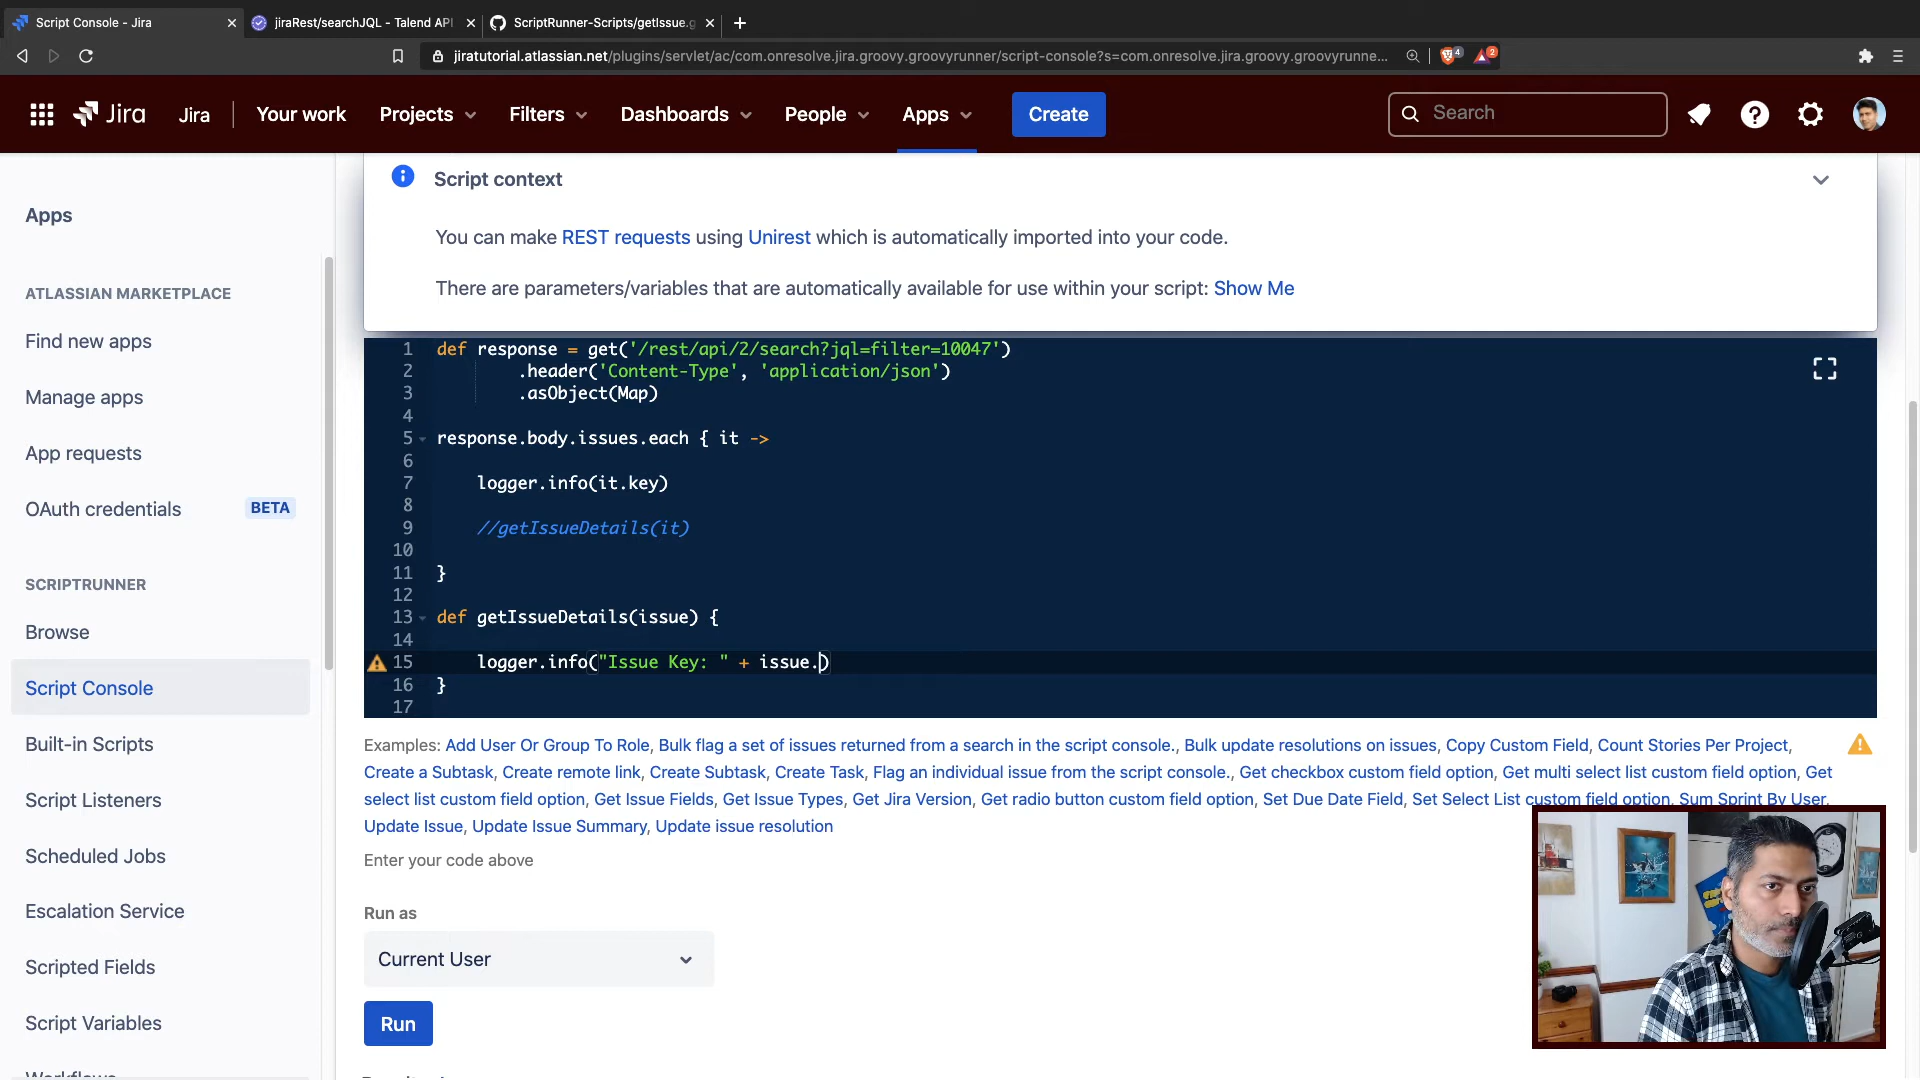 Script Console - Jira
jiraRest/searchJQL - Talend API
ScriptRunner-Scripts/getIssue.g
jiratutorial.atlassian.net/plugins/servlet/ac/com.onresolve.jira.groovy.groovyrunner/script-console?s=com.onresolve.jira.groovy.groovyrunne...
4
2
Jira
Jira
Your work
Projects
Filters
Dashboards
People
Apps
Create
Search
Apps
ATLASSIAN MARKETPLACE
Find new apps
Manage apps
App requests
OAuth credentials
BETA
SCRIPTRUNNER
Browse
Script Console
Built-in Scripts
Script Listeners
Scheduled Jobs
Escalation Service
Scripted Fields
Script Variables
Script context
You can make REST requests using Unirest which is automatically imported into your code.
There are parameters/variables that are automatically available for use within your script: Show Me
1 def response = get('/rest/api/2/search?jql=filter=10047')
2 .header('Content-Type', 'application/json')
3 .asObject(Map)
4
5 response.body.issues.each { it ->
6
7 logger.info(it.key)
8
9 //getIssueDetails(it)
10
11 }
12
13 def getIssueDetails(issue) {
14
15 logger.info("Issue Key: " + issue.)
16 }
17
Examples: Add User Or Group To Role, Bulk flag a set of issues returned from a search in the script console., Bulk update resolutions on issues, Copy Custom Field, Count Stories Per Project,
Create a Subtask, Create remote link, Create Subtask, Create Task, Flag an individual issue from the script console., Get checkbox custom field option, Get multi select list custom field option, Get
select list custom field option, Get Issue Fields, Get Issue Types, Get Jira Version, Get radio button custom field option, Set Due Date Field, Set Select List custom field option, Sum Sprint By User,
Update Issue, Update Issue Summary, Update issue resolution
Enter your code above
Run as
Current User
Run